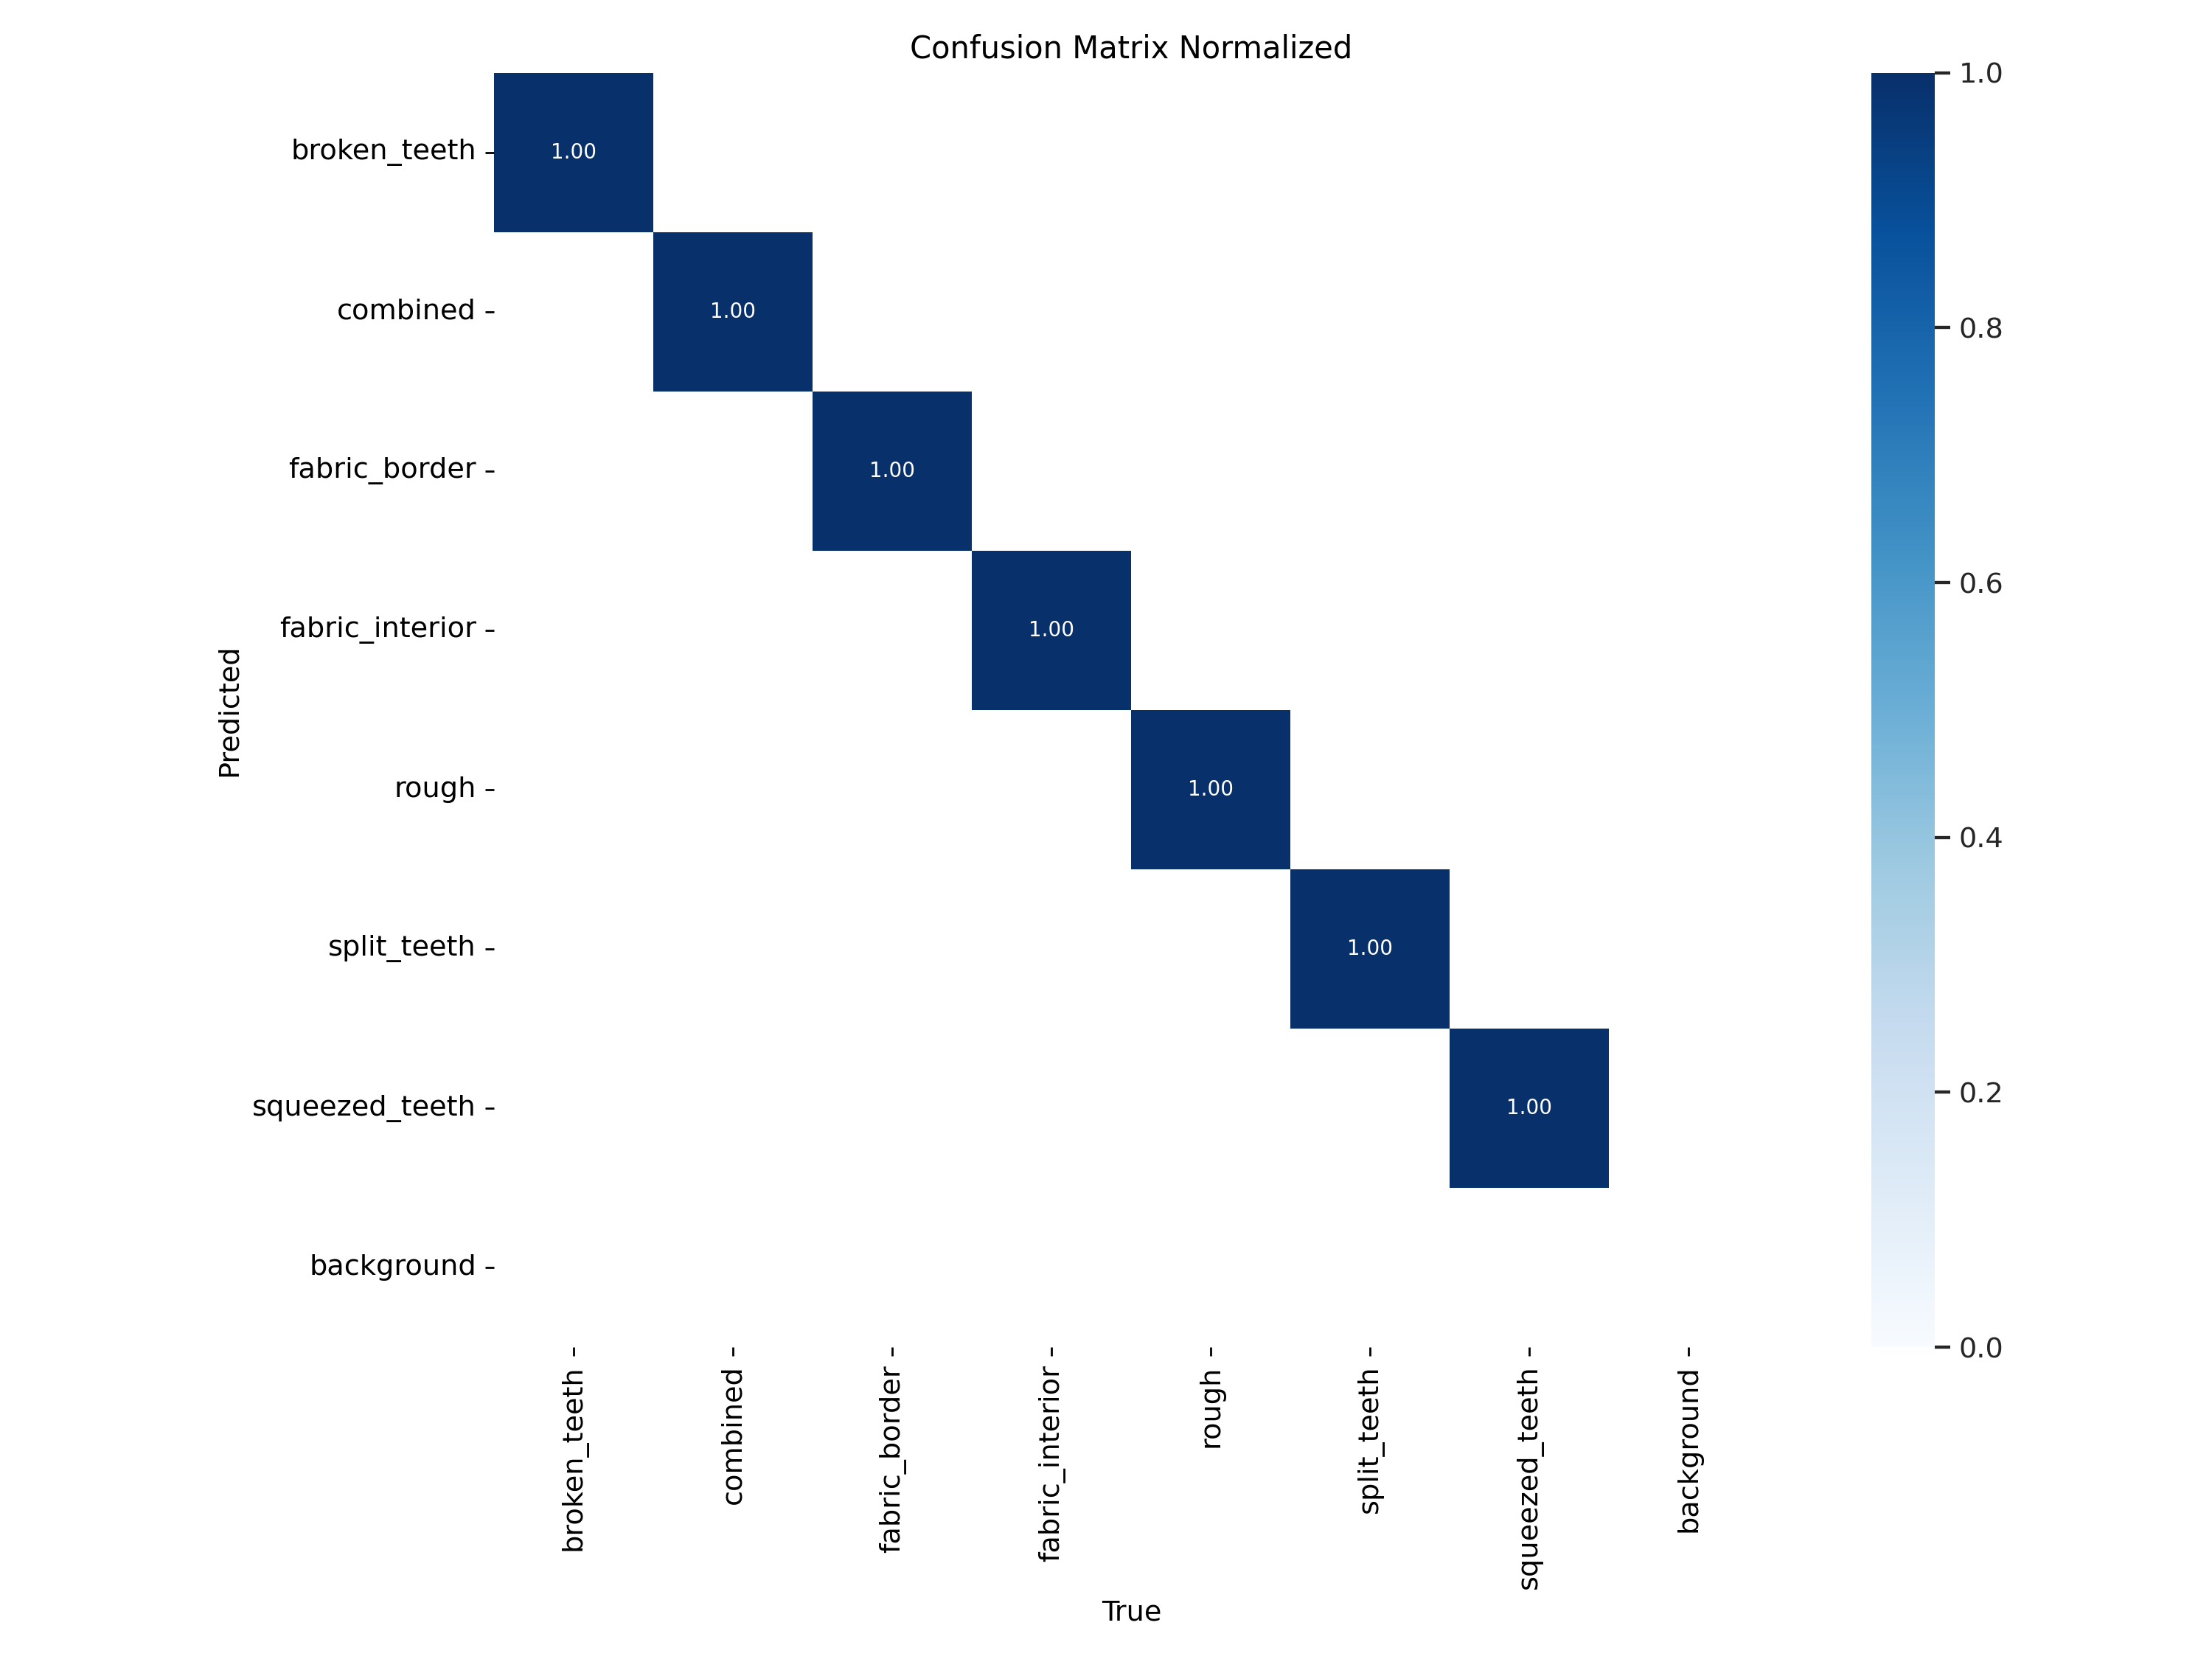 Confusion Matrix Normalized
broken_teeth
combined
fabric_border
fabric_interior
rough
split_teeth
squeezed_teeth
background
Predicted
1.00
1.00
1.00
1.00
1.00
1.00
1.00
broken_teeth
combined
fabric_border
fabric_interior
rough
split_teeth
squeezed_teeth
background
True
1.0
0.8
0.6
0.4
0.2
0.0